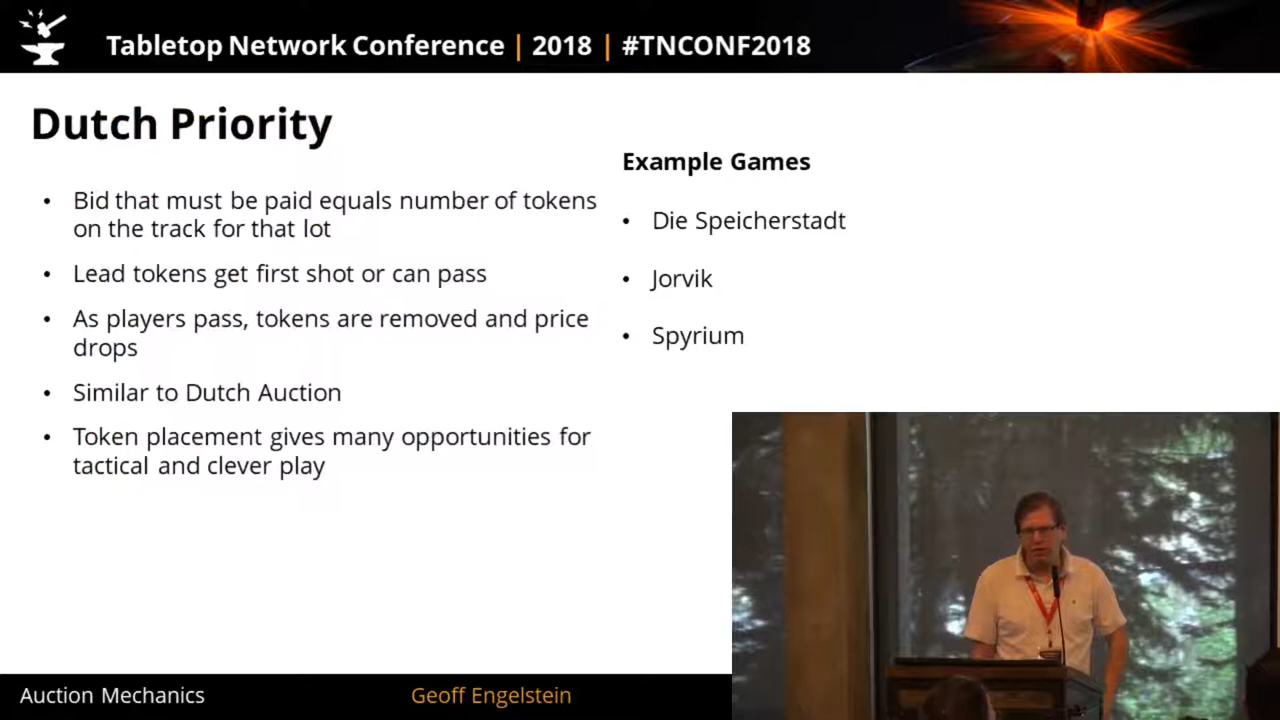 Tabletop Network Conference | 2018 | #TNCONF2018
Dutch Priority
• Bid that must be paid equals number of tokens
on the track for that lot
• Lead tokens get first shot or can pass
• As players pass, tokens are removed and price
drops
• Similar to Dutch Auction
• Token placement gives many opportunities for
tactical and clever play
Example Games
• Die Speicherstadt
• Jorvik
• Spyrium
Auction Mechanics
Geoff Engelstein